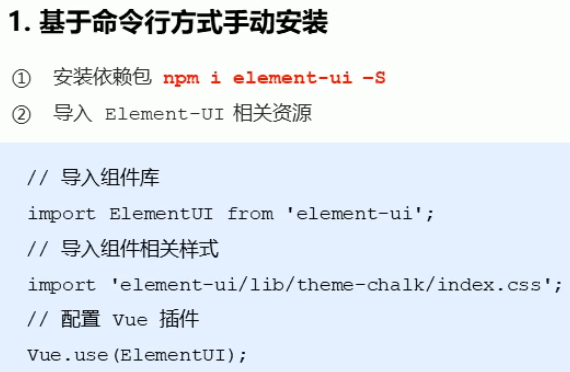 1. 基于命令行方式手动安装
① 安装依赖包 npm i element-ui –S
② 导入 Element-UI 相关资源
// 导入组件库
import ElementUI from 'element-ui';
// 导入组件相关样式
import 'element-ui/lib/theme-chalk/index.css';
// 配置 Vue 插件
Vue.use(ElementUI);